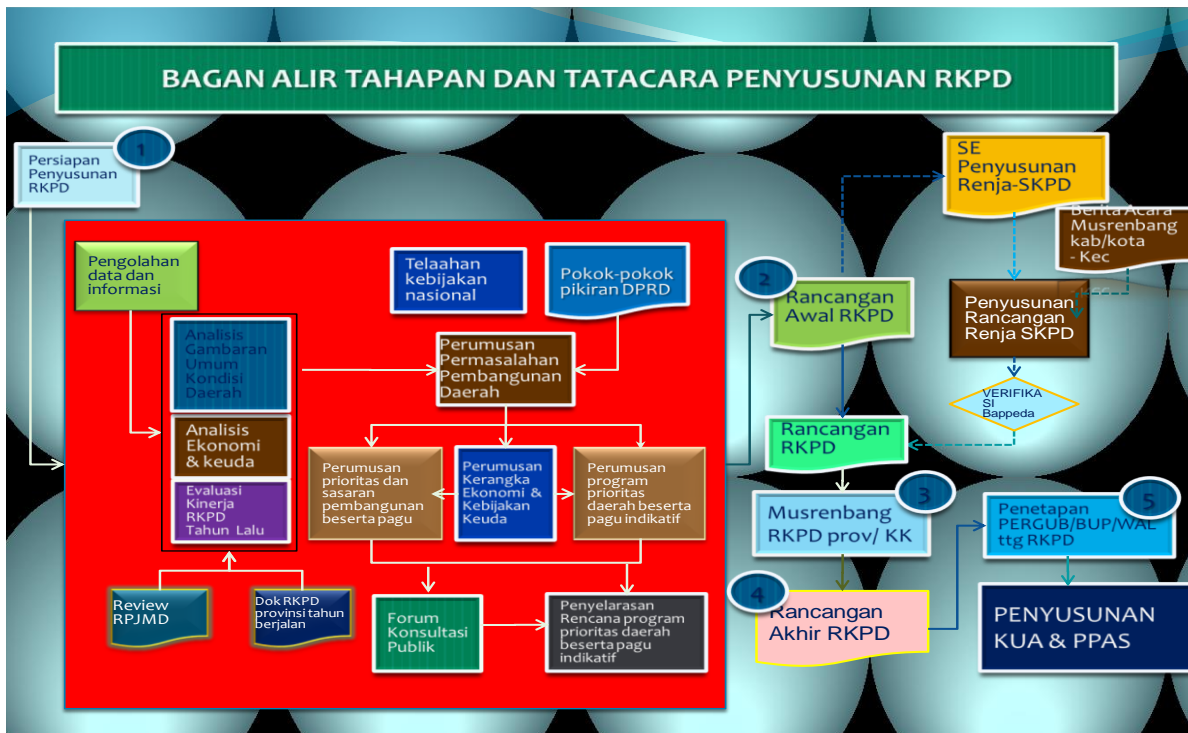 BAGAN ALIR TAHAPAN DAN TATACARA PENYUSUNAN RKPD
1
Persiapan
Penyusunan
RKPD
Pengolahan
data dan
informasi
Telaahan
kebijakan
nasional
Pokok-pokok
pikiran DPRD
Analisis
Gambaran
Umum
Kondisi
Daerah
Analisis
Ekonomi
& keuda
Evaluasi
Kinerja
RKPD
Tahun Lalu
Perumusan
Permasalahan
Pembangunan
Daerah
Perumusan
prioritas dan
sasaran
pembangunan
beserta pagu
Perumusan
Kerangka
Ekonomi &
Kebijakan
Keuda
Perumusan
program
prioritas
daerah beserta
pagu indikatif
Review
RPJMD
Dok RKPD
provinsi tahun
berjalan
Forum
Konsultasi
Publik
Penyelarasan
Rencana program
prioritas daerah
beserta pagu
indikatif
2
Rancangan
Awal RKPD
SE
Penyusunan
Renja-SKPD
Berita Acara
Musrenbang
kab/kota
- Kec
Penyusunan
Rancangan
Renja SKPD
VERIFIKA
SI
Bappeda
Rancangan
RKPD
3
Musrenbang
RKPD prov/ KK
4
Rancangan
Akhir RKPD
5
Penetapan
PERGUB/BUP/WAL
ttg RKPD
PENYUSUNAN
KUA & PPAS